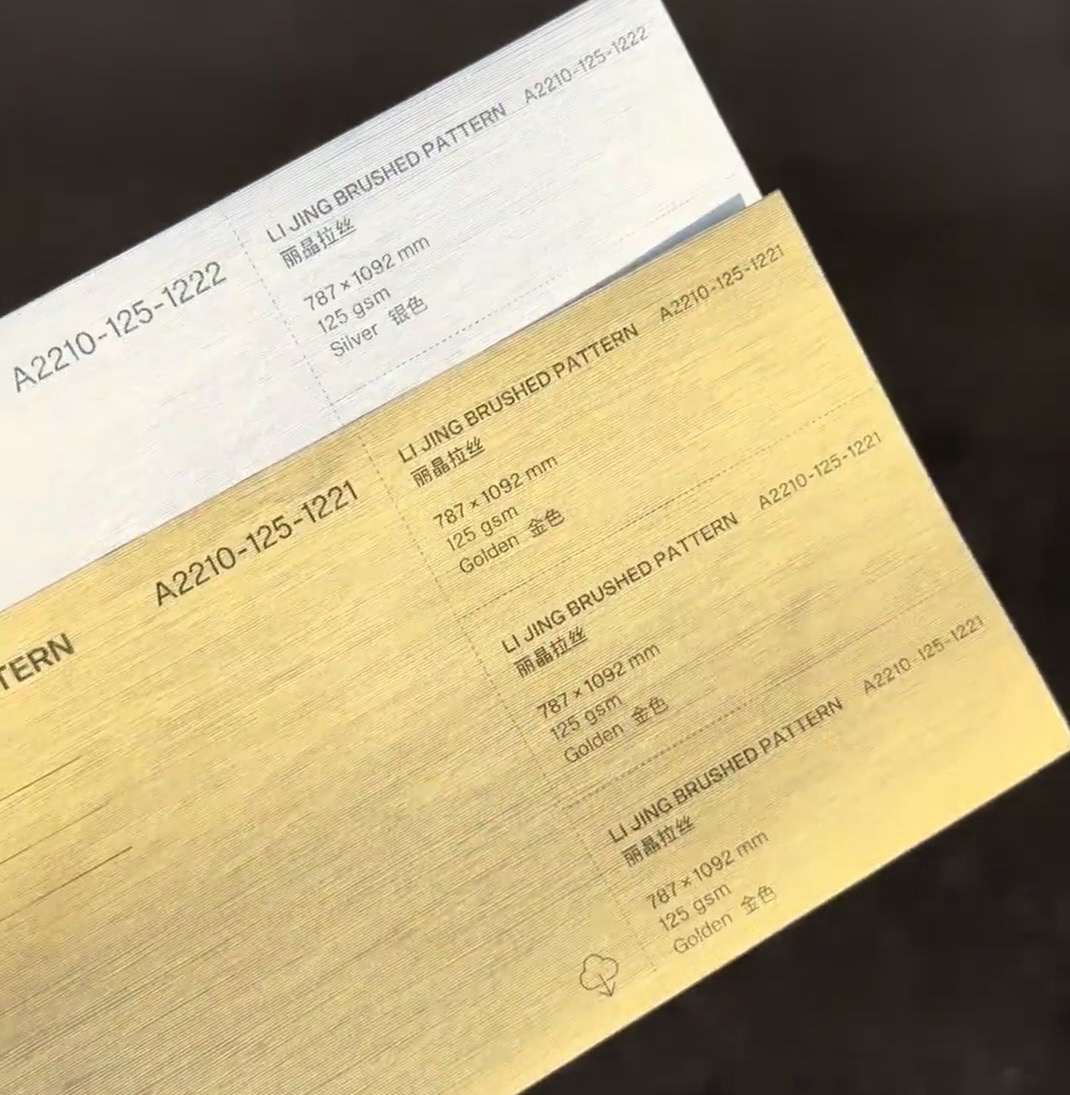 A2210-125-1222
LI JING BRUSHED PATTERN A2210-125-1222
丽晶拉丝
787 × 1092 mm
125 gsm
Silver 银色
TERN
A2210-125-1221
LI JING BRUSHED PATTERN A2210-125-1221
丽晶拉丝
787 × 1092 mm
125 gsm
Golden 金色
LI JING BRUSHED PATTERN A2210-125-1221
丽晶拉丝
787 × 1092 mm
125 gsm
Golden 金色
LI JING BRUSHED PATTERN A2210-125-1221
丽晶拉丝
787 × 1092 mm
125 gsm
Golden 金色